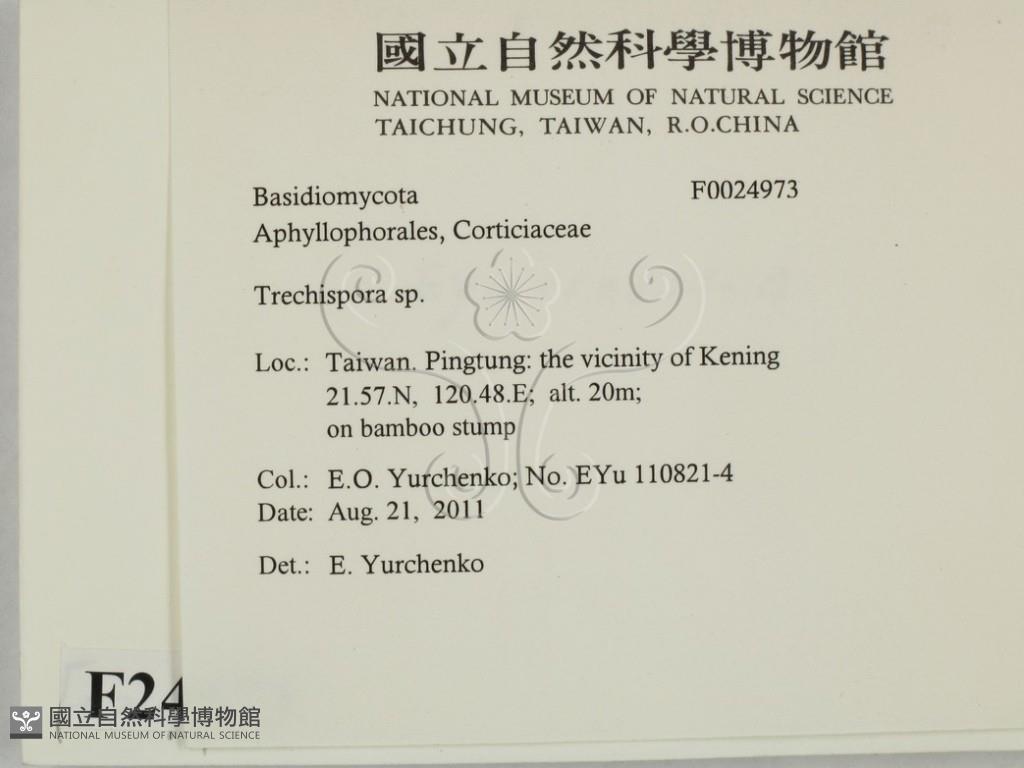 國立自然科學博物館
NATIONAL MUSEUM OF NATURAL SCIENCE
TAICHUNG, TAIWAN, R.O.CHINA
Basidiomycota F0024973
Aphyllophorales, Corticiaceae
Trechispora sp.
Loc.: Taiwan. Pingtung: the vicinity of Kening
21.57.N, 120.48.E; alt. 20m;
on bamboo stump
Col.: E.O. Yurchenko; No. EYu 110821-4
Date: Aug. 21, 2011
Det.: E. Yurchenko
F24
國立自然科學博物館
NATIONAL MUSEUM OF NATURAL SCIENCE